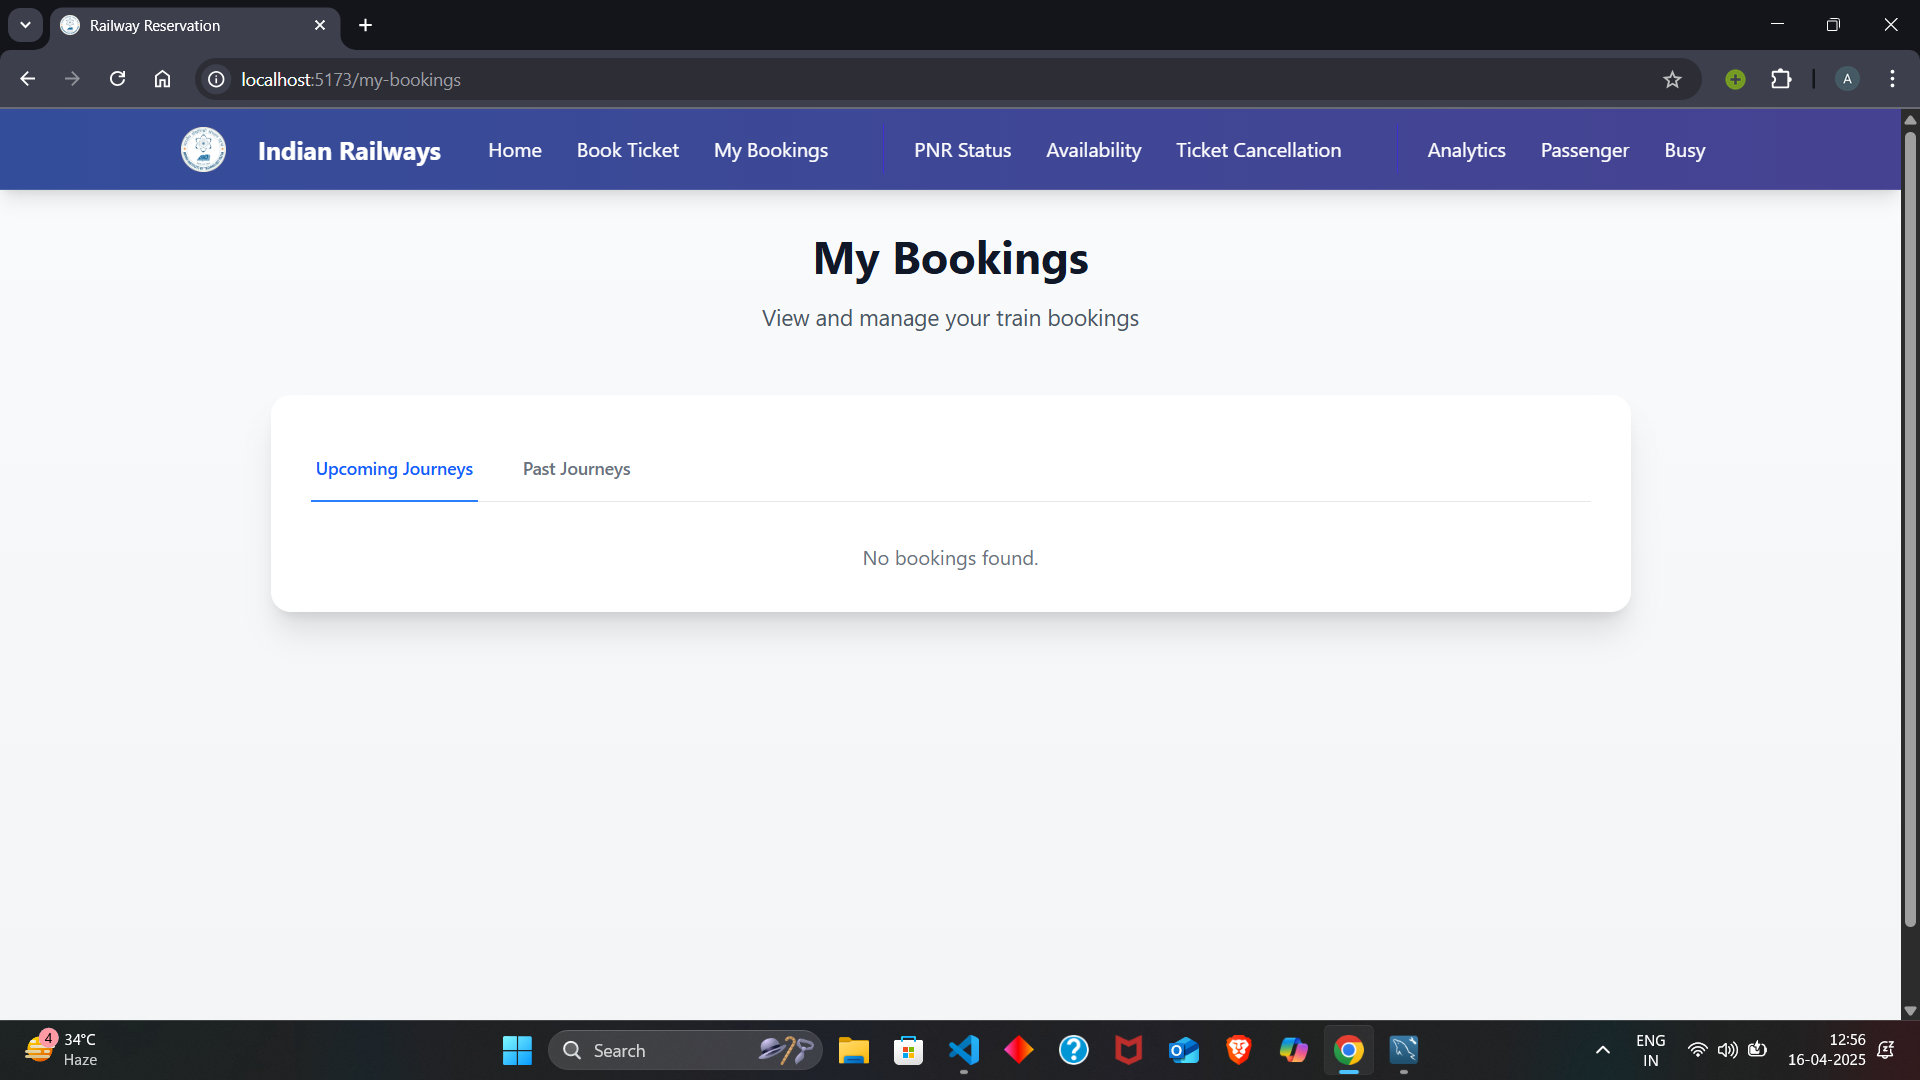 Railway Reservation
localhost:5173/my-bookings
A
Indian Railways Home Book Ticket My Bookings PNR Status Availability Ticket Cancellation Analytics Passenger Busy
My Bookings
View and manage your train bookings
Upcoming Journeys Past Journeys
No bookings found.
4
34°C
Haze
Search
ENG
IN
12:56
16-04-2025